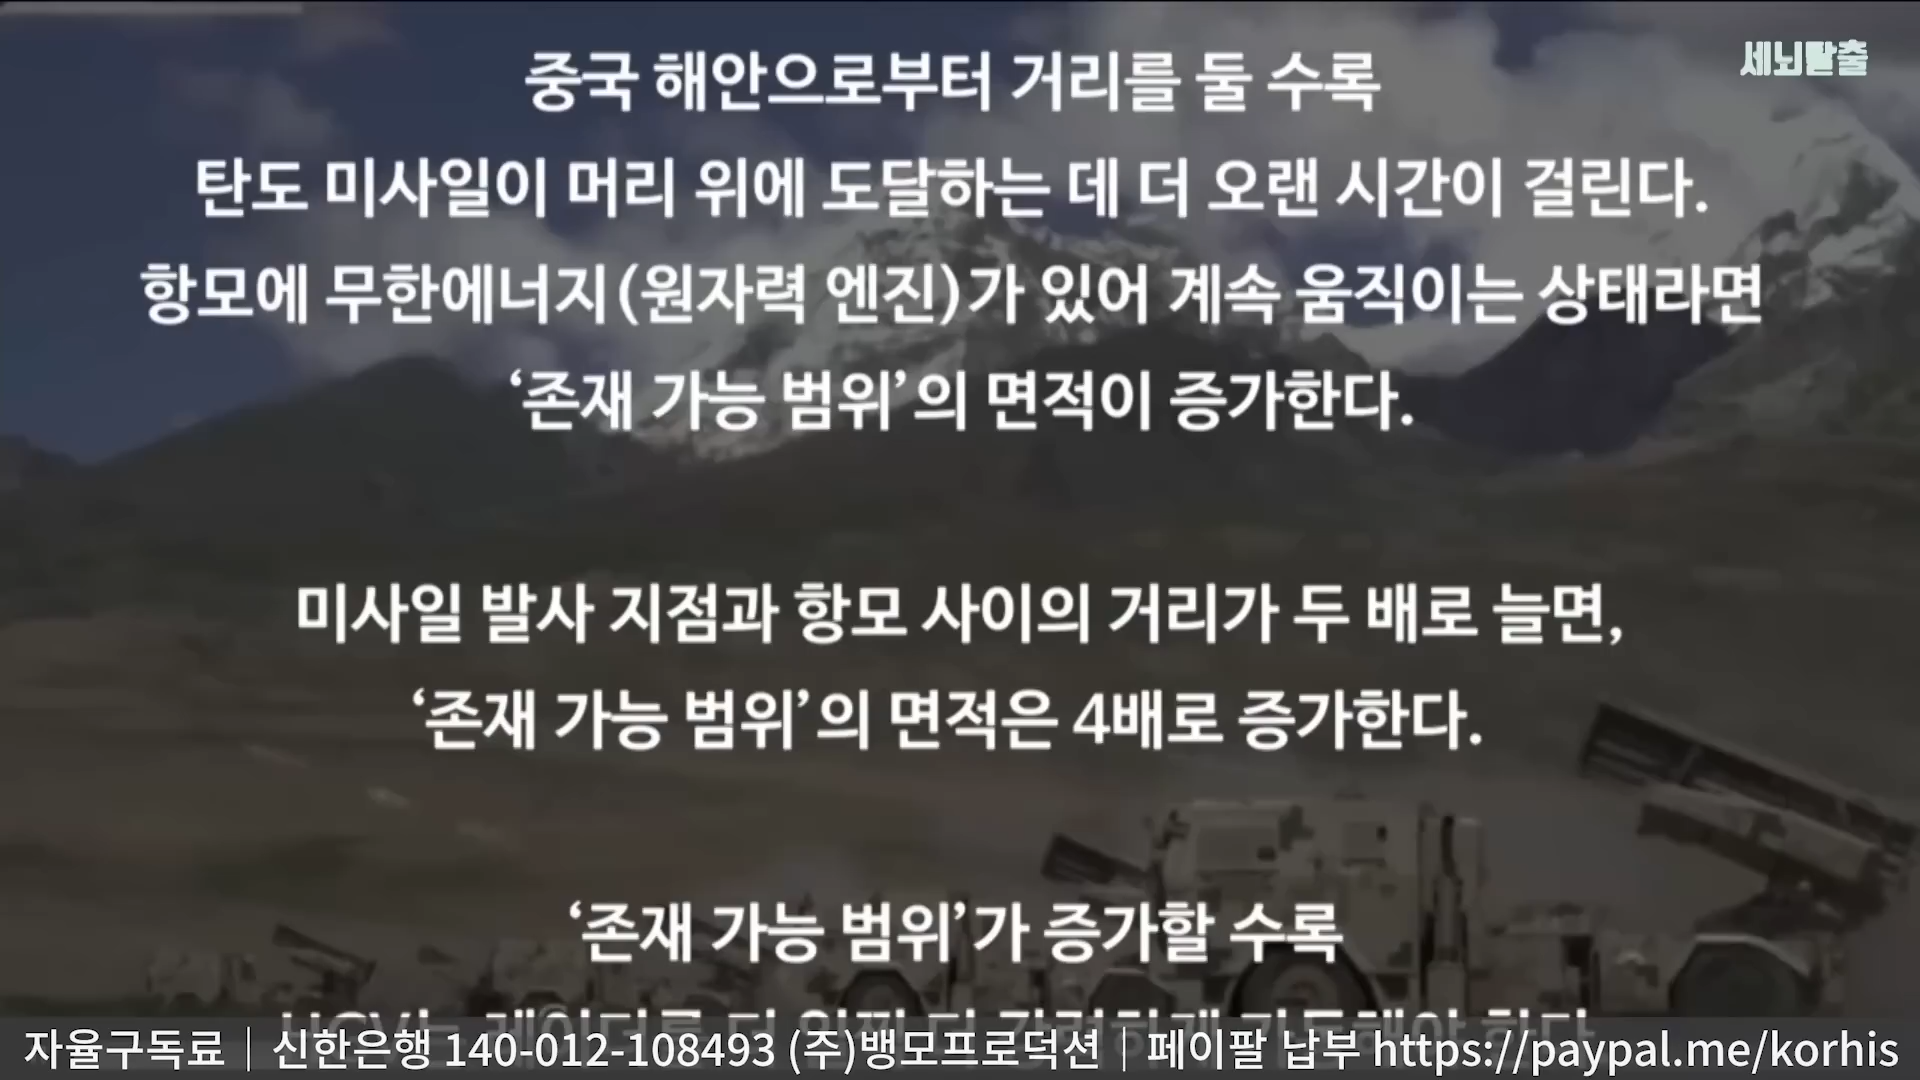 세뇌탈출
중국 해안으로부터 거리를 둘 수록
탄도 미사일이 머리 위에 도달하는 데 더 오랜 시간이 걸린다.
항모에 무한에너지(원자력 엔진)가 있어 계속 움직이는 상태라면
‘존재 가능 범위’의 면적이 증가한다.
미사일 발사 지점과 항모 사이의 거리가 두 배로 늘면,
‘존재 가능 범위’의 면적은 4배로 증가한다.
‘존재 가능 범위’가 증가할 수록
자율구독료｜신한은행 140-012-108493 (주)뱅모프로덕션｜페이팔 납부 https://paypal.me/korhis